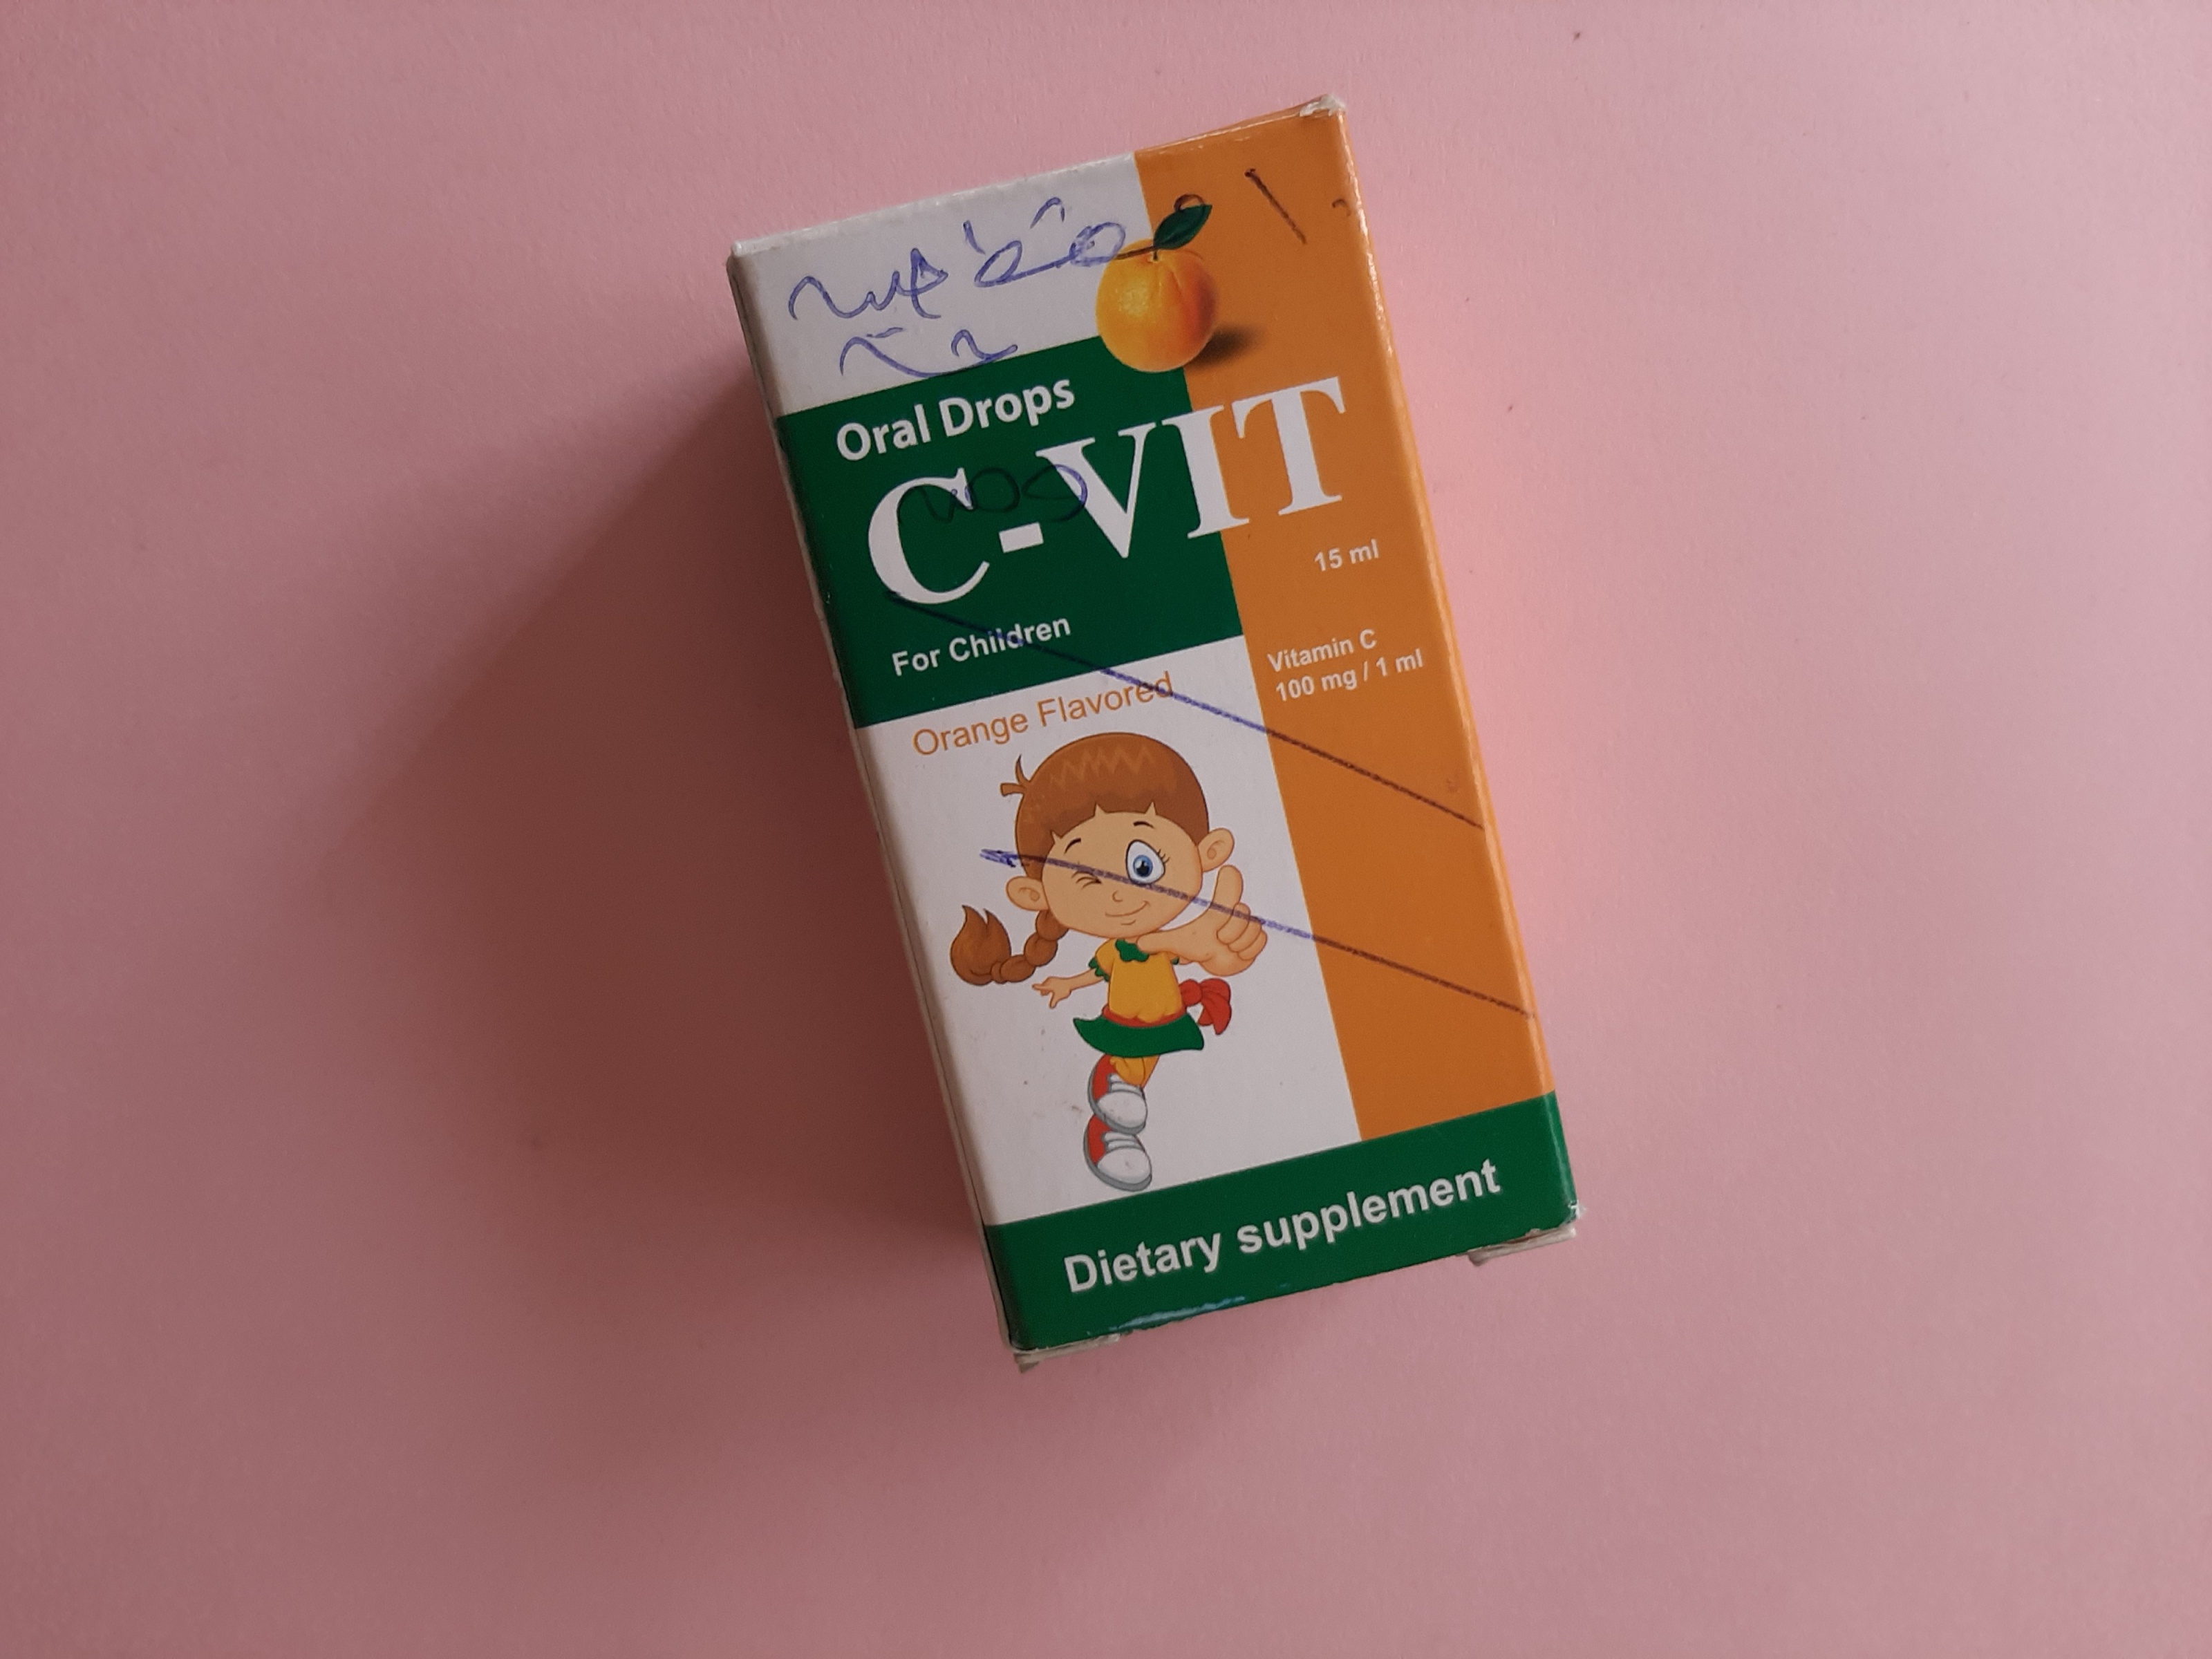 Oral Drops
C-VIT
15 ml
For Children
Vitamin C
100 mg / 1 ml
Orange Flavored
Dietary supplement